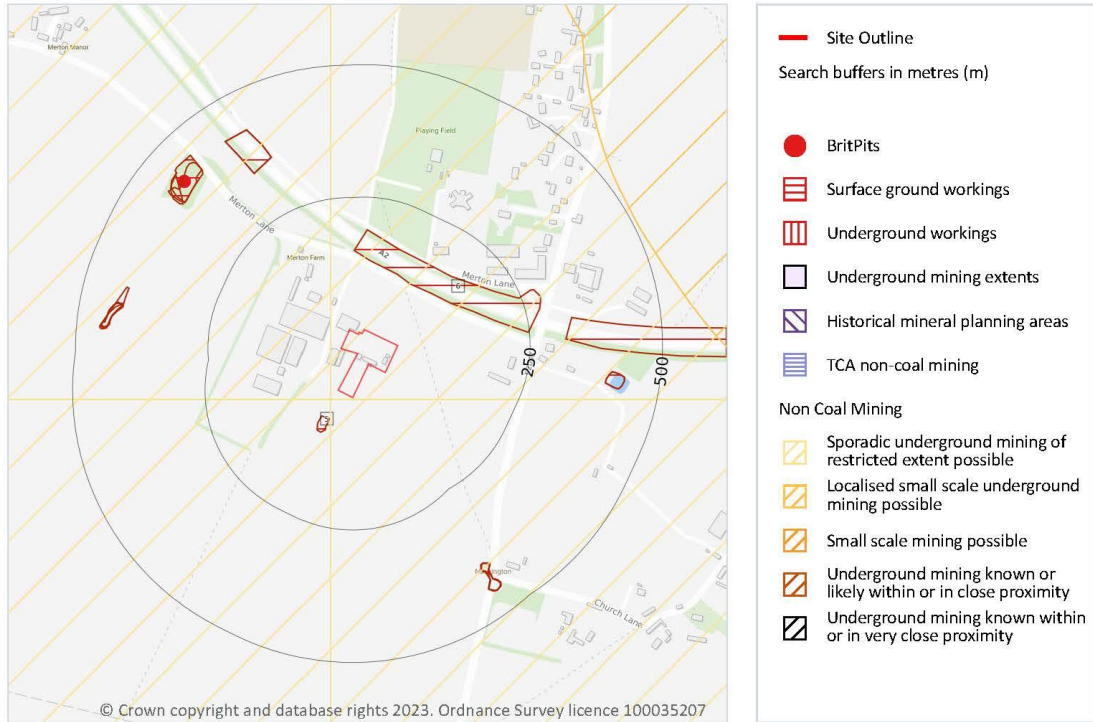 Merton Manor
Playing Field
Merton Lane
Merton Farm
A2
6
Merton Lane
250
500
5
Church Lane
© Crown copyright and database rights 2023. Ordnance Survey licence 100035207
Site Outline
Search buffers in metres (m)
BritPits
Surface ground workings
Underground workings
Underground mining extents
Historical mineral planning areas
TCA non-coal mining
Non Coal Mining
Sporadic underground mining of
restricted extent possible
Localised small scale underground
mining possible
Small scale mining possible
Underground mining known or
likely within or in close proximity
Underground mining known within
or in very close proximity